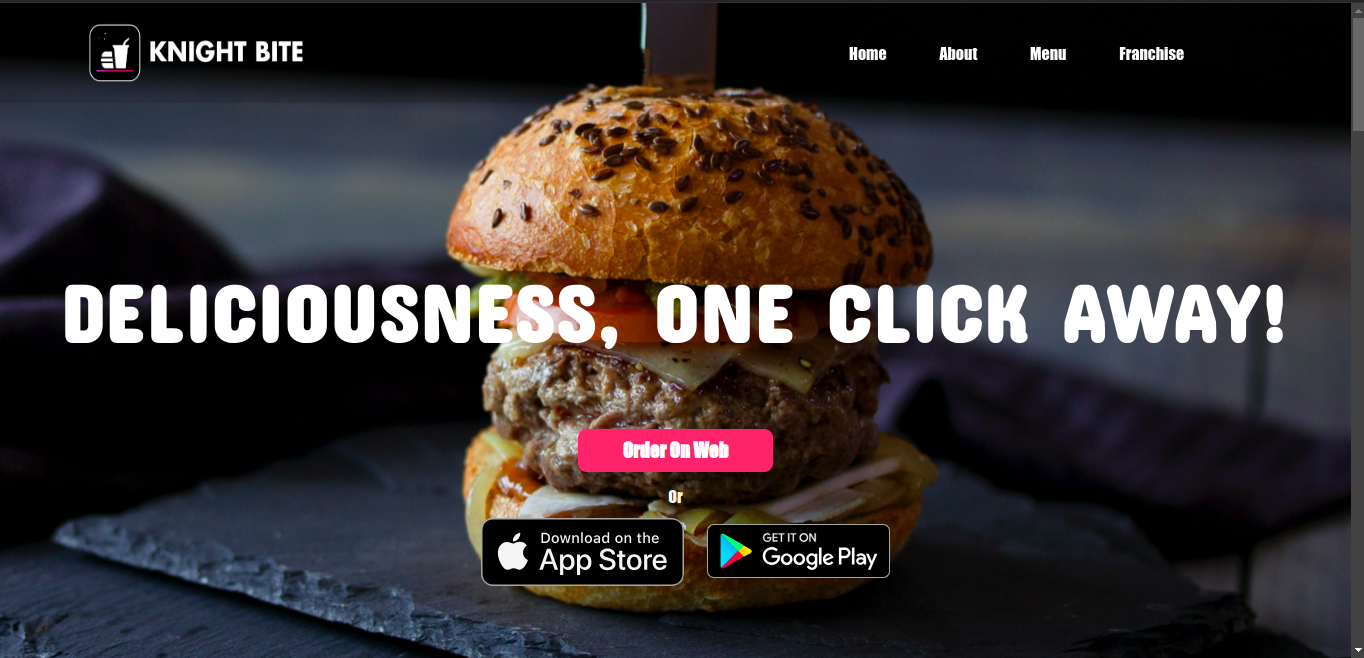 KNIGHT BITE
Home About Menu Franchise
DELICIOUSNESS, ONE CLICK AWAY!
Order On Web
Or
Download on the
App Store
GET IT ON
Google Play